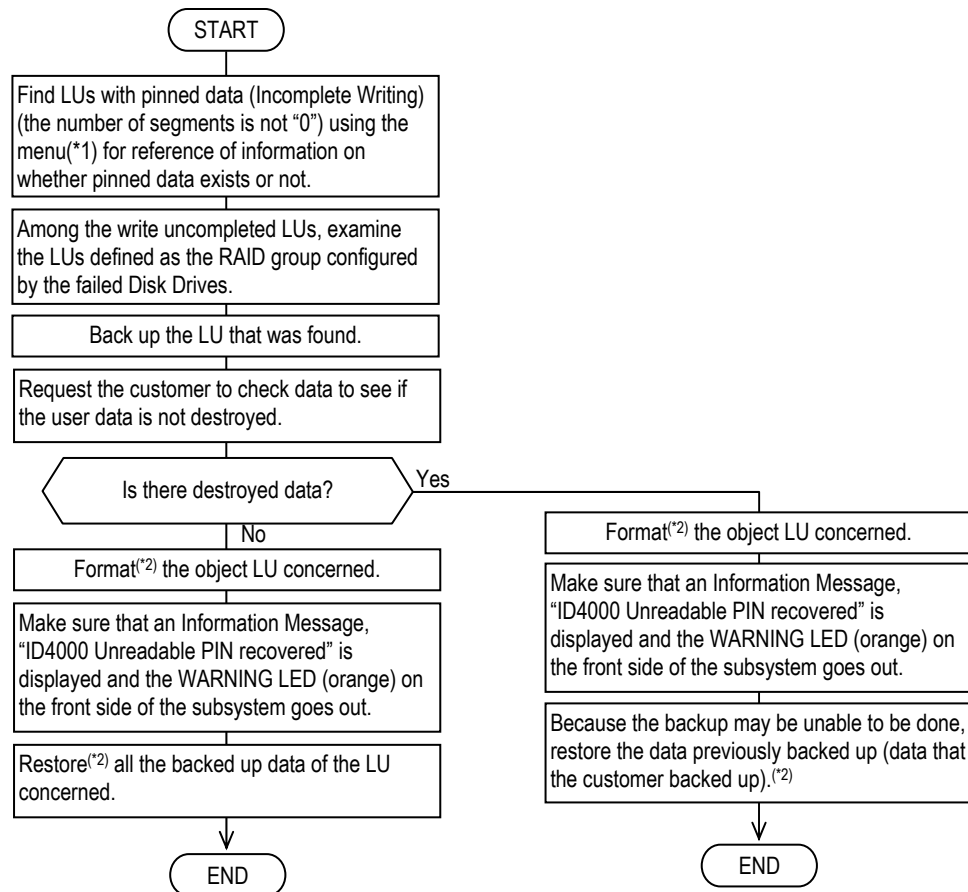 START
Find LUs with pinned data (Incomplete Writing)
(the number of segments is not “0”) using the
menu(*1) for reference of information on
whether pinned data exists or not.
Among the write uncompleted LUs, examine
the LUs defined as the RAID group configured
by the failed Disk Drives.
Back up the LU that was found.
Request the customer to check data to see if
the user data is not destroyed.
Is there destroyed data?
Yes
No
Format(*2) the object LU concerned.
Make sure that an Information Message,
“ID4000 Unreadable PIN recovered” is
displayed and the WARNING LED (orange) on
the front side of the subsystem goes out.
Restore(*2) all the backed up data of the LU
concerned.
END
Format(*2) the object LU concerned.
Make sure that an Information Message,
“ID4000 Unreadable PIN recovered” is
displayed and the WARNING LED (orange) on
the front side of the subsystem goes out.
Because the backup may be unable to be done,
restore the data previously backed up (data that
the customer backed up).(*2)
END